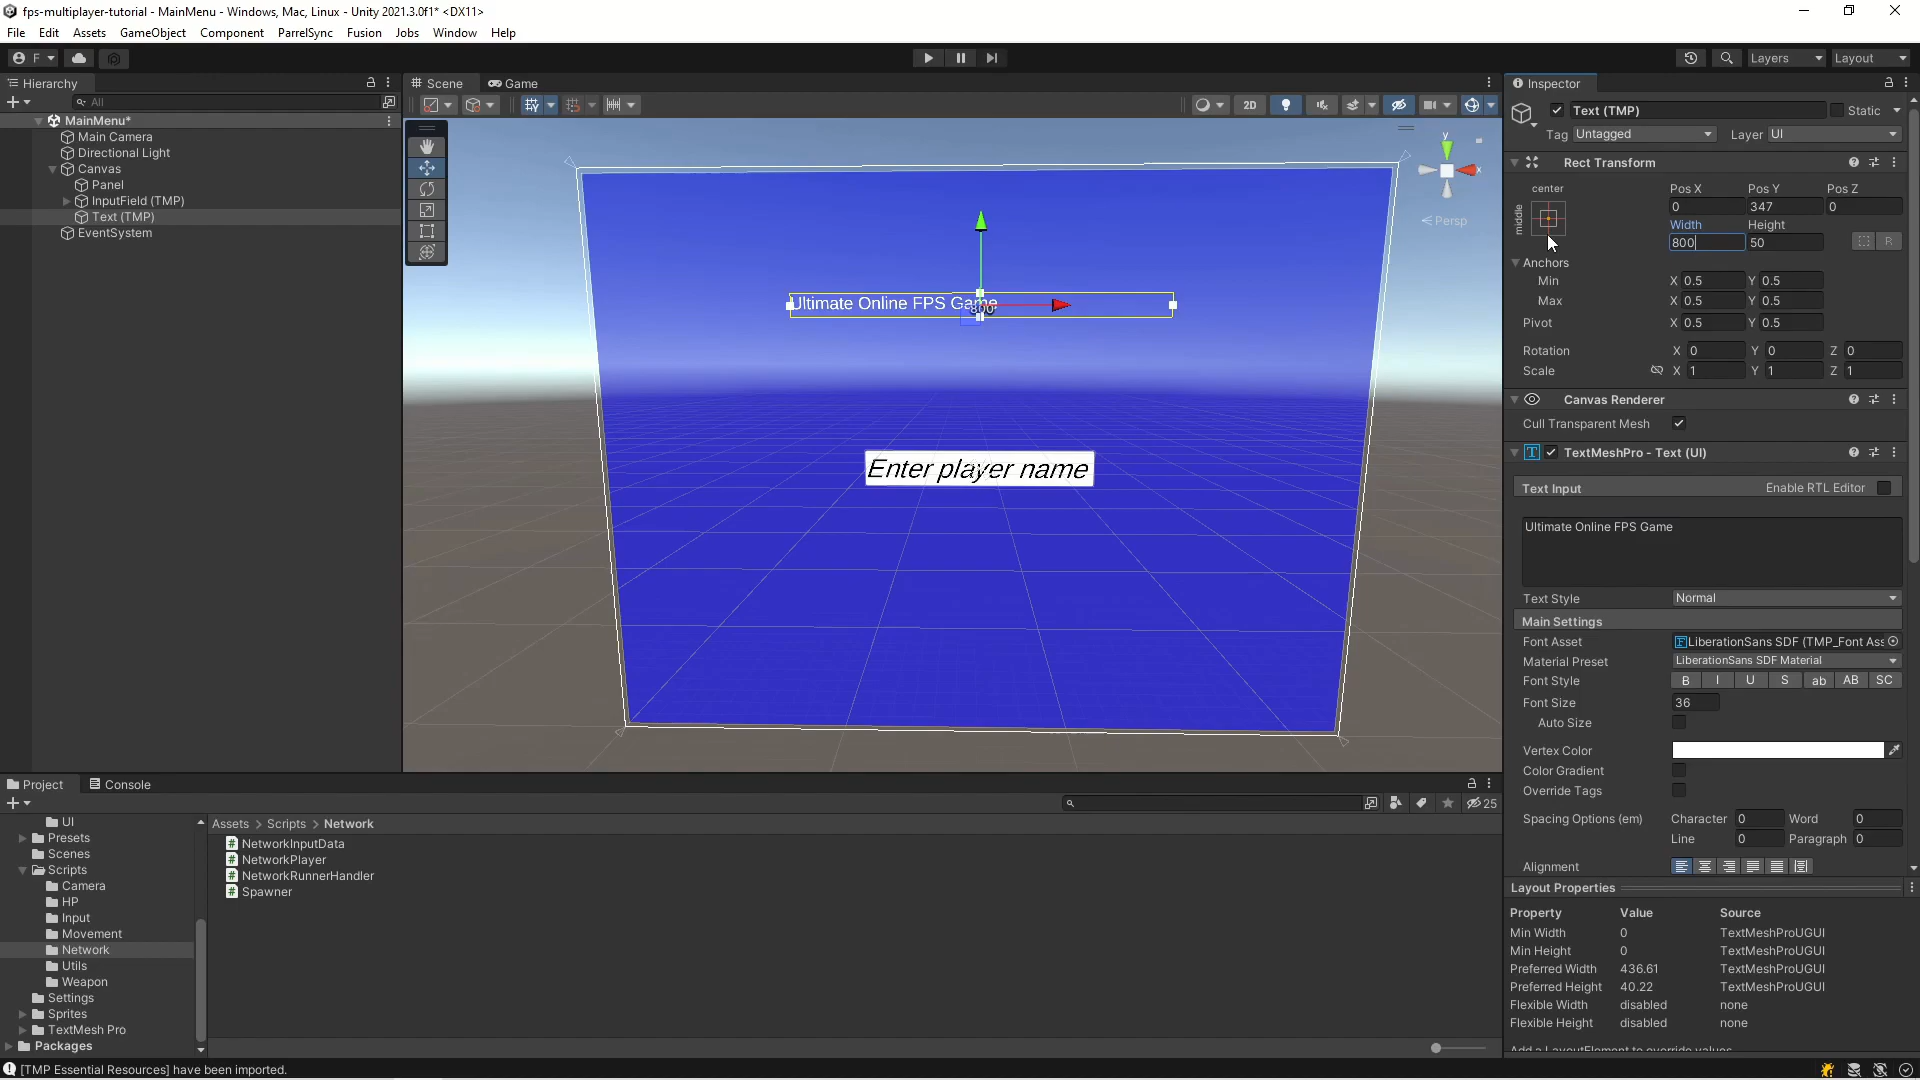 fps-multiplayer-tutorial - MainMenu - Windows, Mac, Linux - Unity 2021.3.0f1* <DX11>
File Edit Assets GameObject Component ParrelSync Fusion Jobs Window Help
F Layers Layout
Hierarchy
All
MainMenu*
Main Camera
Directional Light
Canvas
Panel
InputField (TMP)
Text (TMP)
EventSystem
Scene Game
2D
y
x
Persp
Ultimate Online FPS Game
800
Enter player name
Inspector
Text (TMP) Static
Tag Untagged Layer UI
Rect Transform
center Pos X Pos Y Pos Z
middle 0 347 0
Width Height
800 50 R
Anchors
Min X 0.5 Y 0.5
Max X 0.5 Y 0.5
Pivot X 0.5 Y 0.5
Rotation X 0 Y 0 Z 0
Scale X 1 Y 1 Z 1
Canvas Renderer
Cull Transparent Mesh
TextMeshPro - Text (UI)
Text Input Enable RTL Editor
Ultimate Online FPS Game
Text Style Normal
Main Settings
Font Asset LiberationSans SDF (TMP_Font Ass
Material Preset LiberationSans SDF Material
Font Style B I U S ab AB SC
Font Size 36
Auto Size
Vertex Color
Color Gradient
Override Tags
Spacing Options (em) Character 0 Word 0
Line 0 Paragraph 0
Alignment
Layout Properties
Property Value Source
Min Width 0 TextMeshProUGUI
Min Height 0 TextMeshProUGUI
Preferred Width 436.61 TextMeshProUGUI
Preferred Height 40.22 TextMeshProUGUI
Flexible Width disabled none
Flexible Height disabled none
Add a LayoutElement to override values
Project Console
25
UI
Presets
Scenes
Scripts
Camera
HP
Input
Movement
Network
Utils
Weapon
Settings
Sprites
TextMesh Pro
Packages
Assets > Scripts > Network
NetworkInputData
NetworkPlayer
NetworkRunnerHandler
Spawner
[TMP Essential Resources] have been imported.